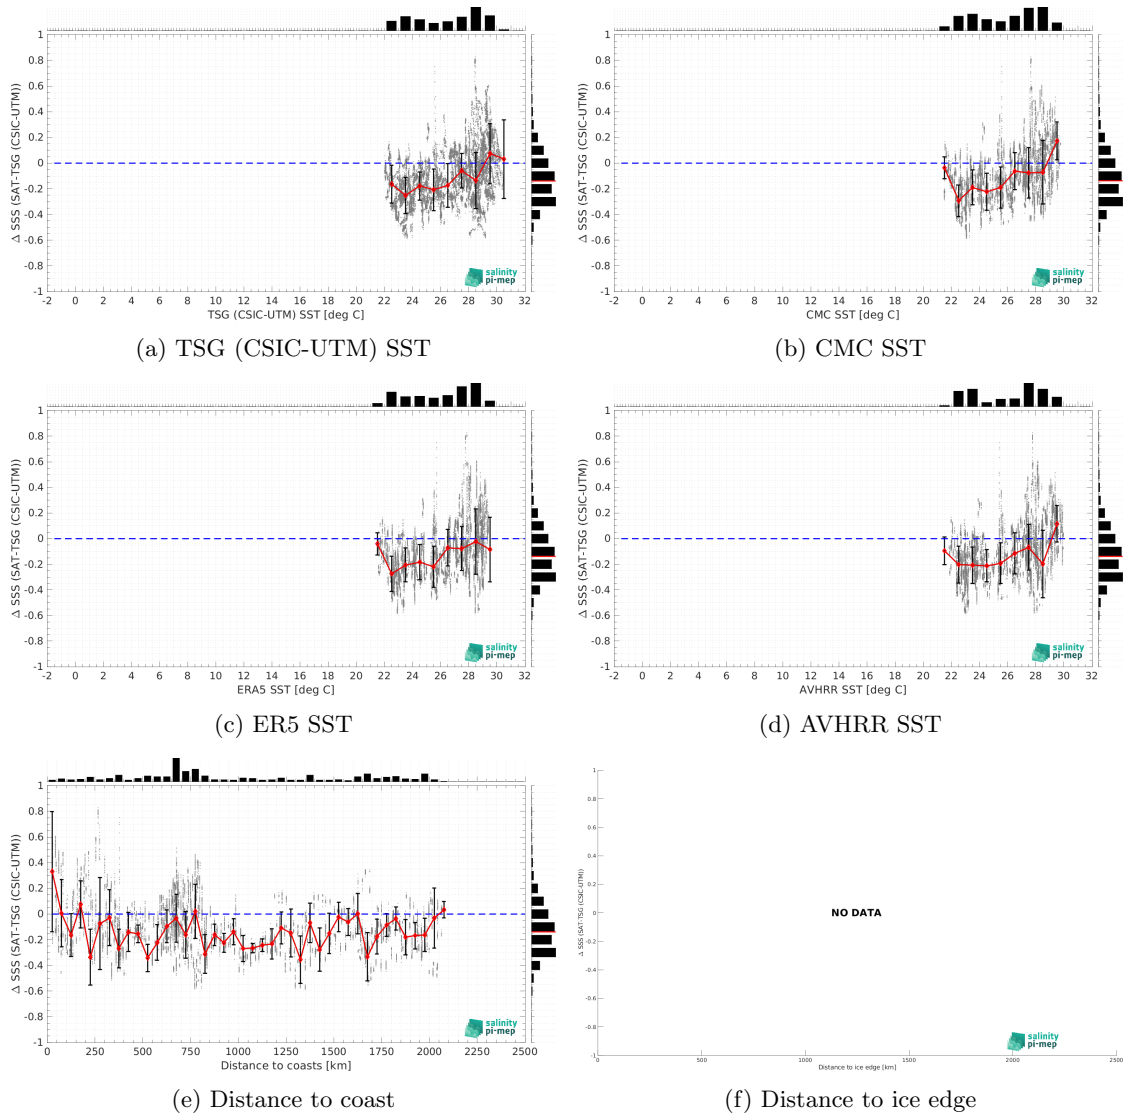 1
0.8
0.6
0.4
0.2
0
-0.2
-0.4
-0.6
-0.8
-1
Δ SSS (SAT-TSG (CSIC-UTM))
salinity
pi-mep
-2 0 2 4 6 8 10 12 14 16 18 20 22 24 26 28 30 32
TSG (CSIC-UTM) SST [deg C]
(a) TSG (CSIC-UTM) SST
1
0.8
0.6
0.4
0.2
0
-0.2
-0.4
-0.6
-0.8
-1
Δ SSS (SAT-TSG (CSIC-UTM))
salinity
pi-mep
-2 0 2 4 6 8 10 12 14 16 18 20 22 24 26 28 30 32
CMC SST [deg C]
(b) CMC SST
1
0.8
0.6
0.4
0.2
0
-0.2
-0.4
-0.6
-0.8
-1
Δ SSS (SAT-TSG (CSIC-UTM))
salinity
pi-mep
-2 0 2 4 6 8 10 12 14 16 18 20 22 24 26 28 30 32
ERA5 SST [deg C]
(c) ER5 SST
1
0.8
0.6
0.4
0.2
0
-0.2
-0.4
-0.6
-0.8
-1
Δ SSS (SAT-TSG (CSIC-UTM))
salinity
pi-mep
-2 0 2 4 6 8 10 12 14 16 18 20 22 24 26 28 30 32
AVHRR SST [deg C]
(d) AVHRR SST
1
0.8
0.6
0.4
0.2
0
-0.2
-0.4
-0.6
-0.8
-1
Δ SSS (SAT-TSG (CSIC-UTM))
salinity
pi-mep
0 250 500 750 1000 1250 1500 1750 2000 2250 2500
Distance to coasts [km]
(e) Distance to coast
1
0.8
0.6
0.4
0.2
0
-0.2
-0.4
-0.6
-0.8
-1
Δ SSS (SAT-TSG (CSIC-UTM))
NO DATA
salinity
pi-mep
0 500 1000 1500 2000 2500
Distance to ice edge [km]
(f) Distance to ice edge